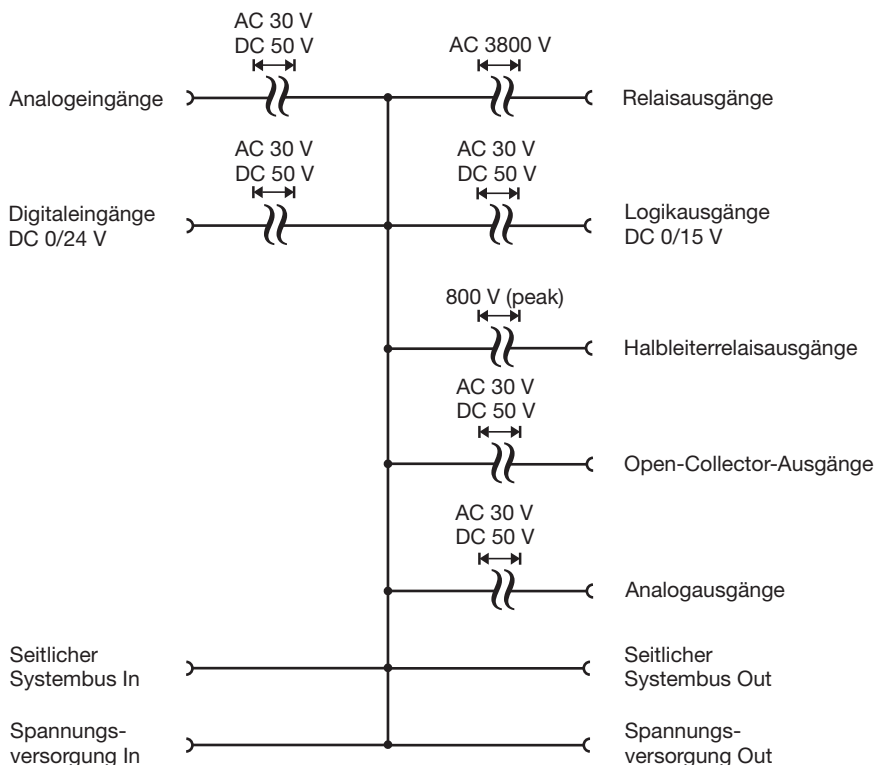 AC 30 V
DC 50 V
AC 3800 V
Analogeingänge
Relaisausgänge
AC 30 V
DC 50 V
AC 30 V
DC 50 V
Digitaleingänge
DC 0/24 V
Logikausgänge
DC 0/15 V
800 V (peak)
Halbleiterrelaisausgänge
AC 30 V
DC 50 V
Open-Collector-Ausgänge
AC 30 V
DC 50 V
Analogausgänge
Seitlicher
Systembus In
Seitlicher
Systembus Out
Spannungs-
versorgung In
Spannungs-
versorgung Out